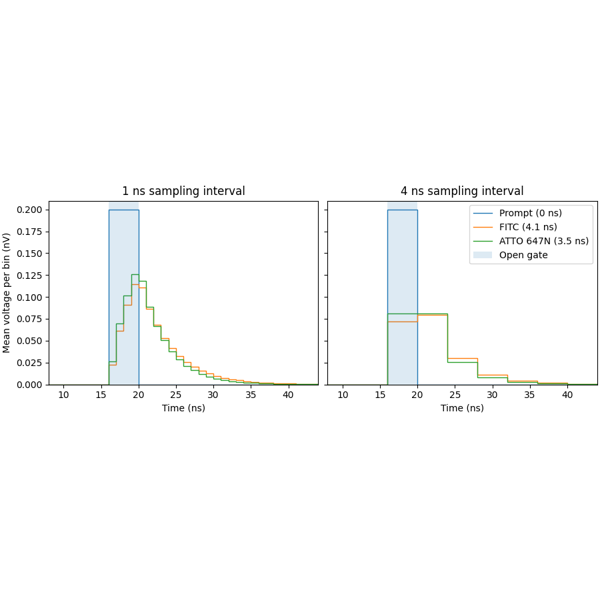 1 ns sampling interval
4 ns sampling interval
Mean voltage per bin (nV)
0.200
0.175
0.150
0.125
0.100
0.075
0.050
0.025
0.000
10 15 20 25 30 35 40
Time (ns)
10 15 20 25 30 35 40
Time (ns)
Prompt (0 ns)
FITC (4.1 ns)
ATTO 647N (3.5 ns)
Open gate